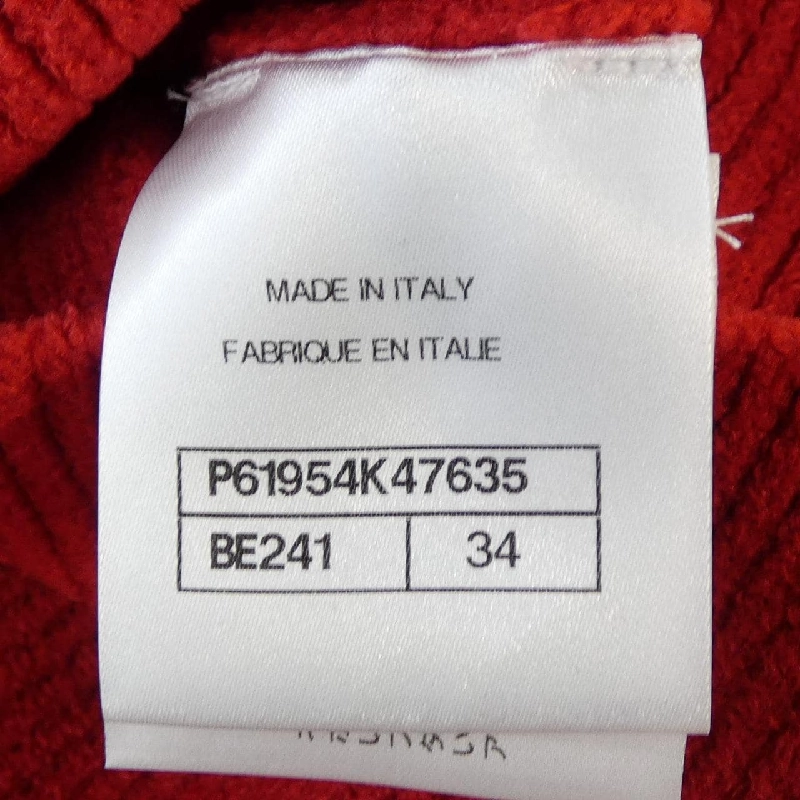 MADE IN ITALY
FABRIQUE EN ITALIE
P61954K47635
BE241 34